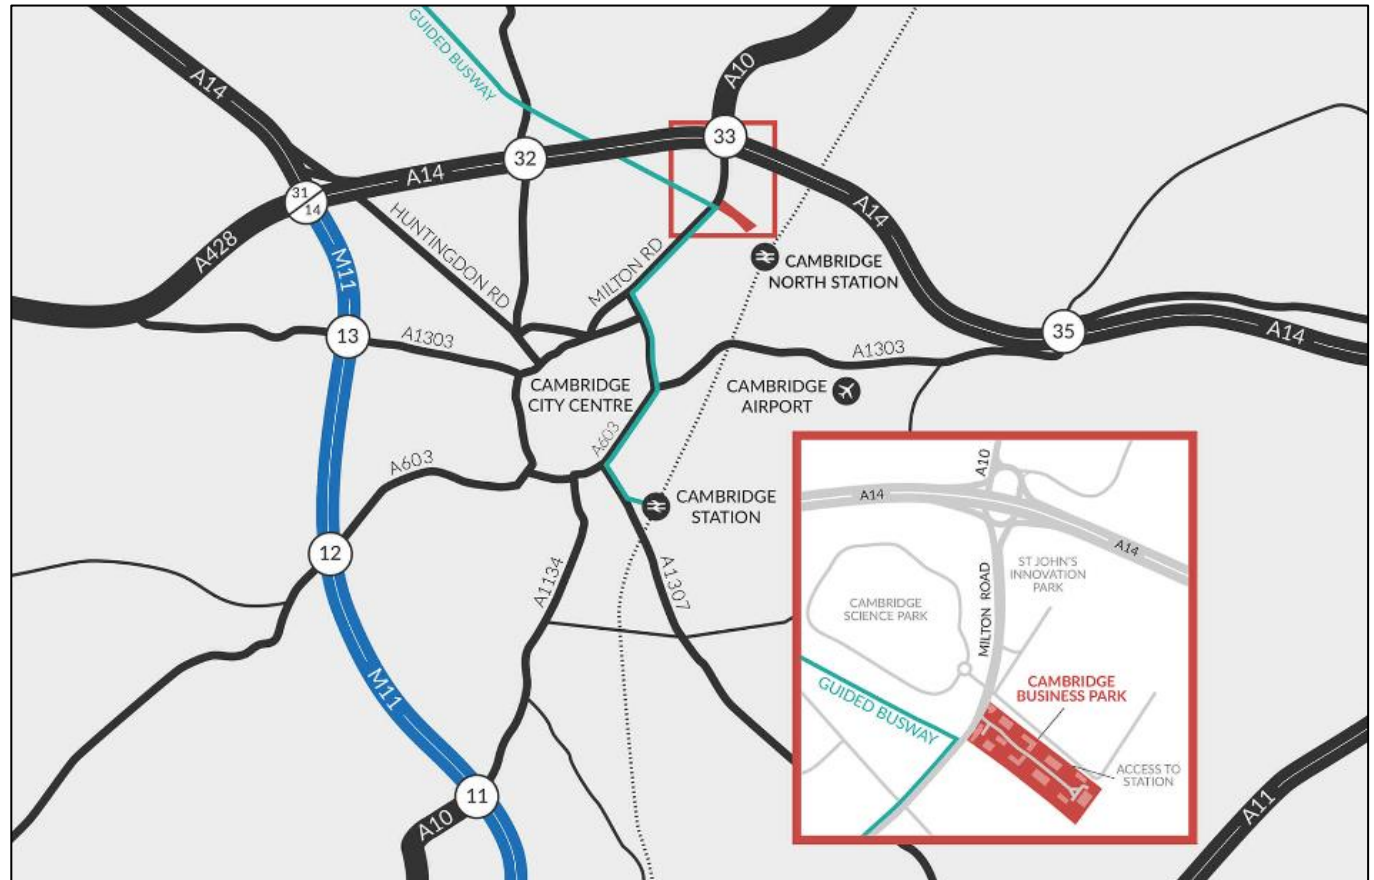 GUIDED BUSWAY
A10
A14
33
32
A14
31
14
A14
A428
HUNTINGDON RD
MILTON RD
M11
CAMBRIDGE
NORTH STATION
13
A1303
A1303
35
A14
CAMBRIDGE
CITY CENTRE
CAMBRIDGE
AIRPORT
A603
A603
CAMBRIDGE
STATION
12
A1134
A1307
M11
11
A10
A11
A10
A14
A14
ST JOHN'S
INNOVATION
PARK
CAMBRIDGE
SCIENCE PARK
MILTON ROAD
GUIDED BUSWAY
CAMBRIDGE
BUSINESS PARK
ACCESS TO
STATION